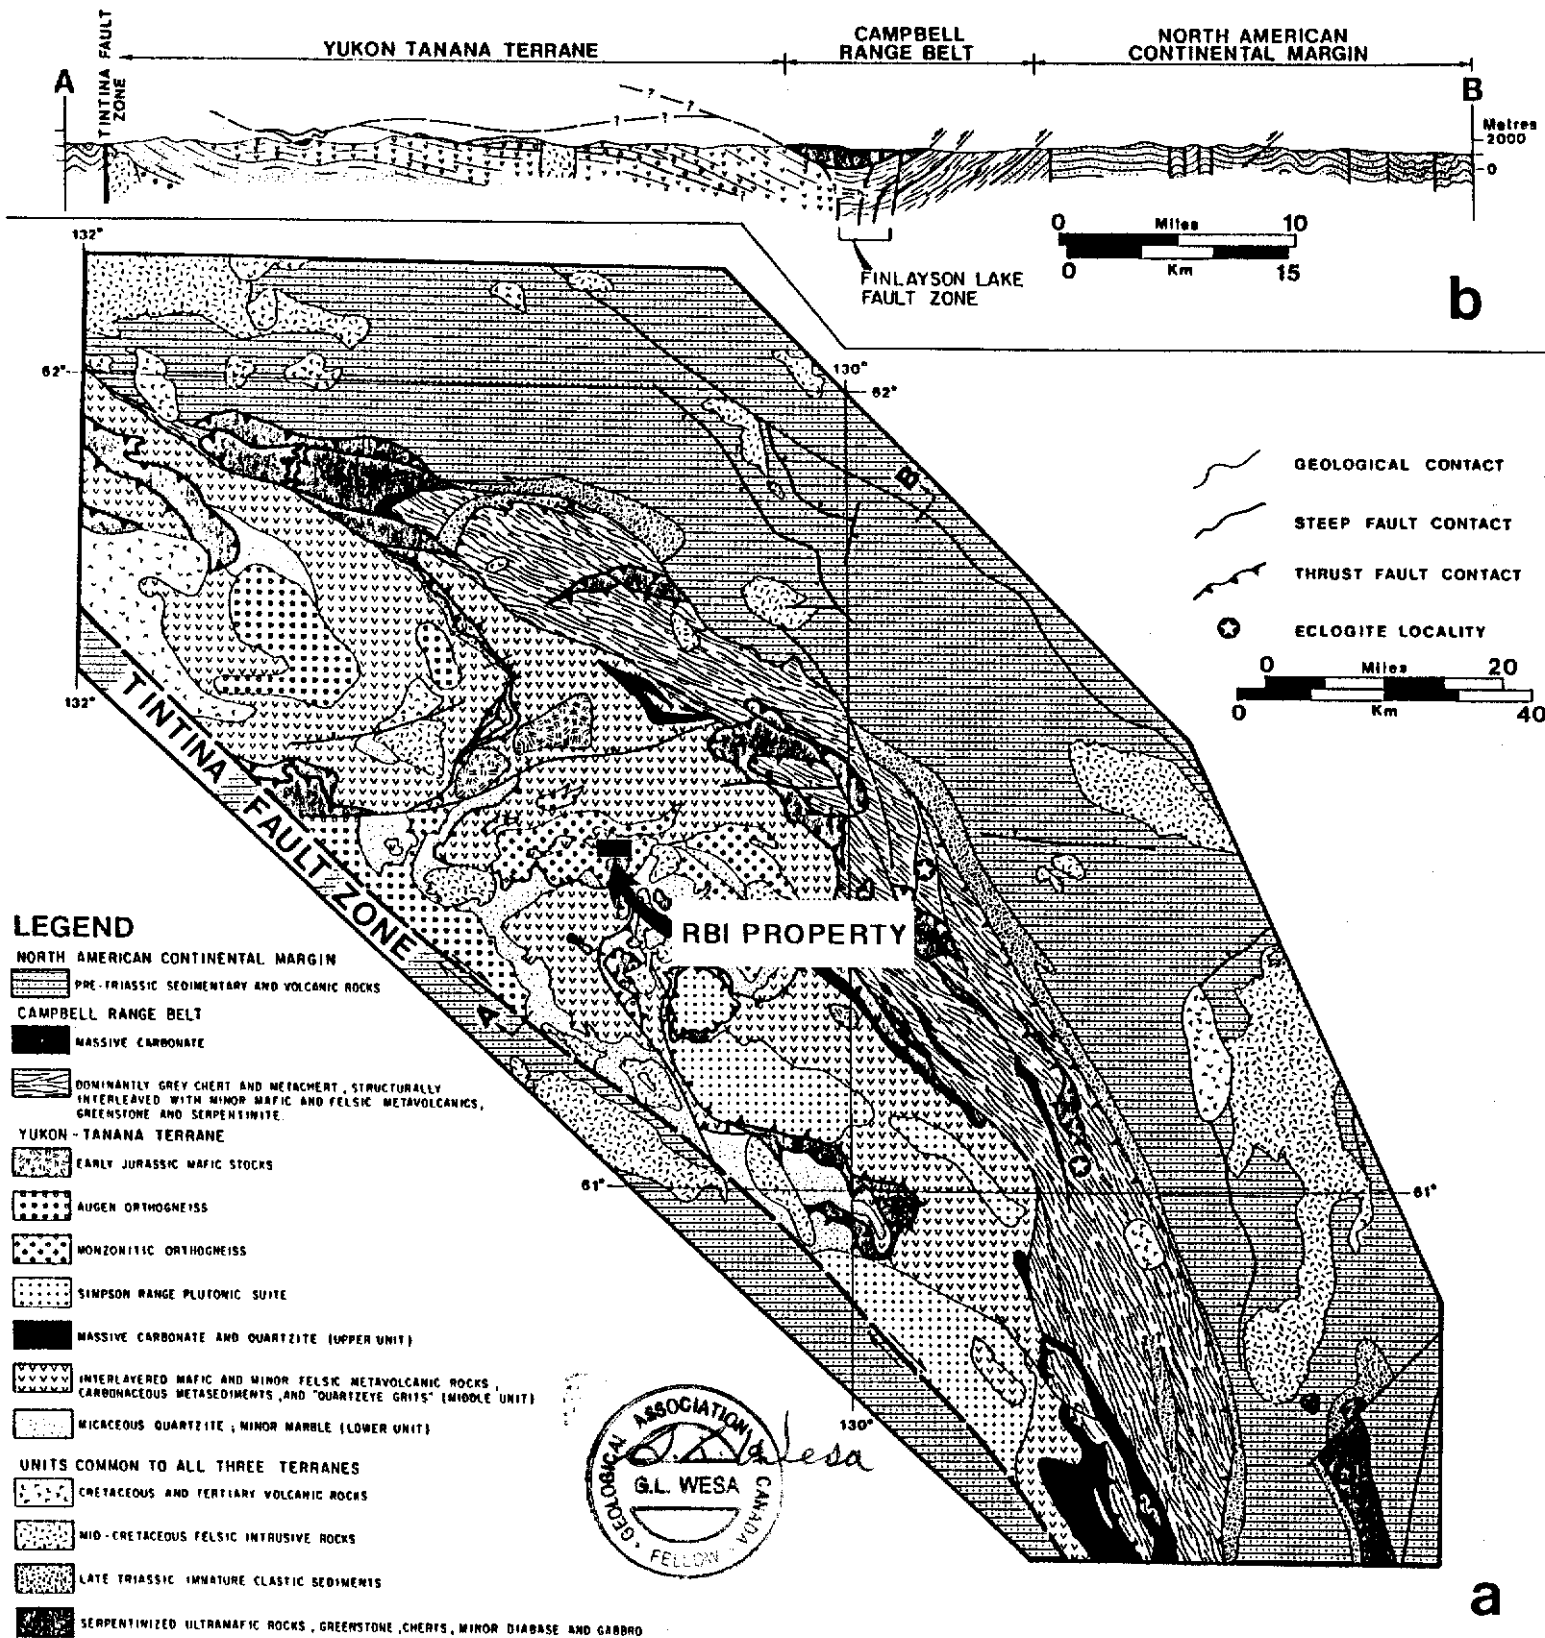 YUKON TANANA TERRANE
CAMPBELL
RANGE BELT
NORTH AMERICAN
CONTINENTAL MARGIN
A
TINTINA FAULT
ZONE
B
Metres
2000
0
?
?
?
?
?
FINLAYSON LAKE
FAULT ZONE
0 Miles 10
0 Km 15
b
132°
62°
130°
62°
B
GEOLOGICAL CONTACT
STEEP FAULT CONTACT
THRUST FAULT CONTACT
ECLOGITE LOCALITY
0 Miles 20
0 Km 40
132°
TINTINA FAULT ZONE
A
RBI PROPERTY
61°
61°
130°
LEGEND
NORTH AMERICAN CONTINENTAL MARGIN
PRE-TRIASSIC SEDIMENTARY AND VOLCANIC ROCKS
CAMPBELL RANGE BELT
MASSIVE CARBONATE
DOMINANTLY GREY CHERT AND METACHERT, STRUCTURALLY
INTERLEAVED WITH MINOR MAFIC AND FELSIC METAVOLCANICS,
GREENSTONE AND SERPENTINITE.
YUKON-TANANA TERRANE
EARLY JURASSIC MAFIC STOCKS
AUGEN ORTHOGNEISS
MONZONITIC ORTHOGNEISS
SIMPSON RANGE PLUTONIC SUITE
MASSIVE CARBONATE AND QUARTZITE (UPPER UNIT)
INTERLAYERED MAFIC AND MINOR FELSIC METAVOLCANIC ROCKS,
CARBONACEOUS METASEDIMENTS, AND "QUARTZEYE GRITS" (MIDDLE UNIT)
MICACEOUS QUARTZITE; MINOR MARBLE (LOWER UNIT)
UNITS COMMON TO ALL THREE TERRANES
CRETACEOUS AND TERTIARY VOLCANIC ROCKS
MID-CRETACEOUS FELSIC INTRUSIVE ROCKS
LATE TRIASSIC IMMATURE CLASTIC SEDIMENTS
SERPENTINIZED ULTRAMAFIC ROCKS, GREENSTONE, CHERTS, MINOR DIABASE AND GABBRO
GEOLOGICAL ASSOCIATION CANADA
G.L. WESA
FELLOW
a